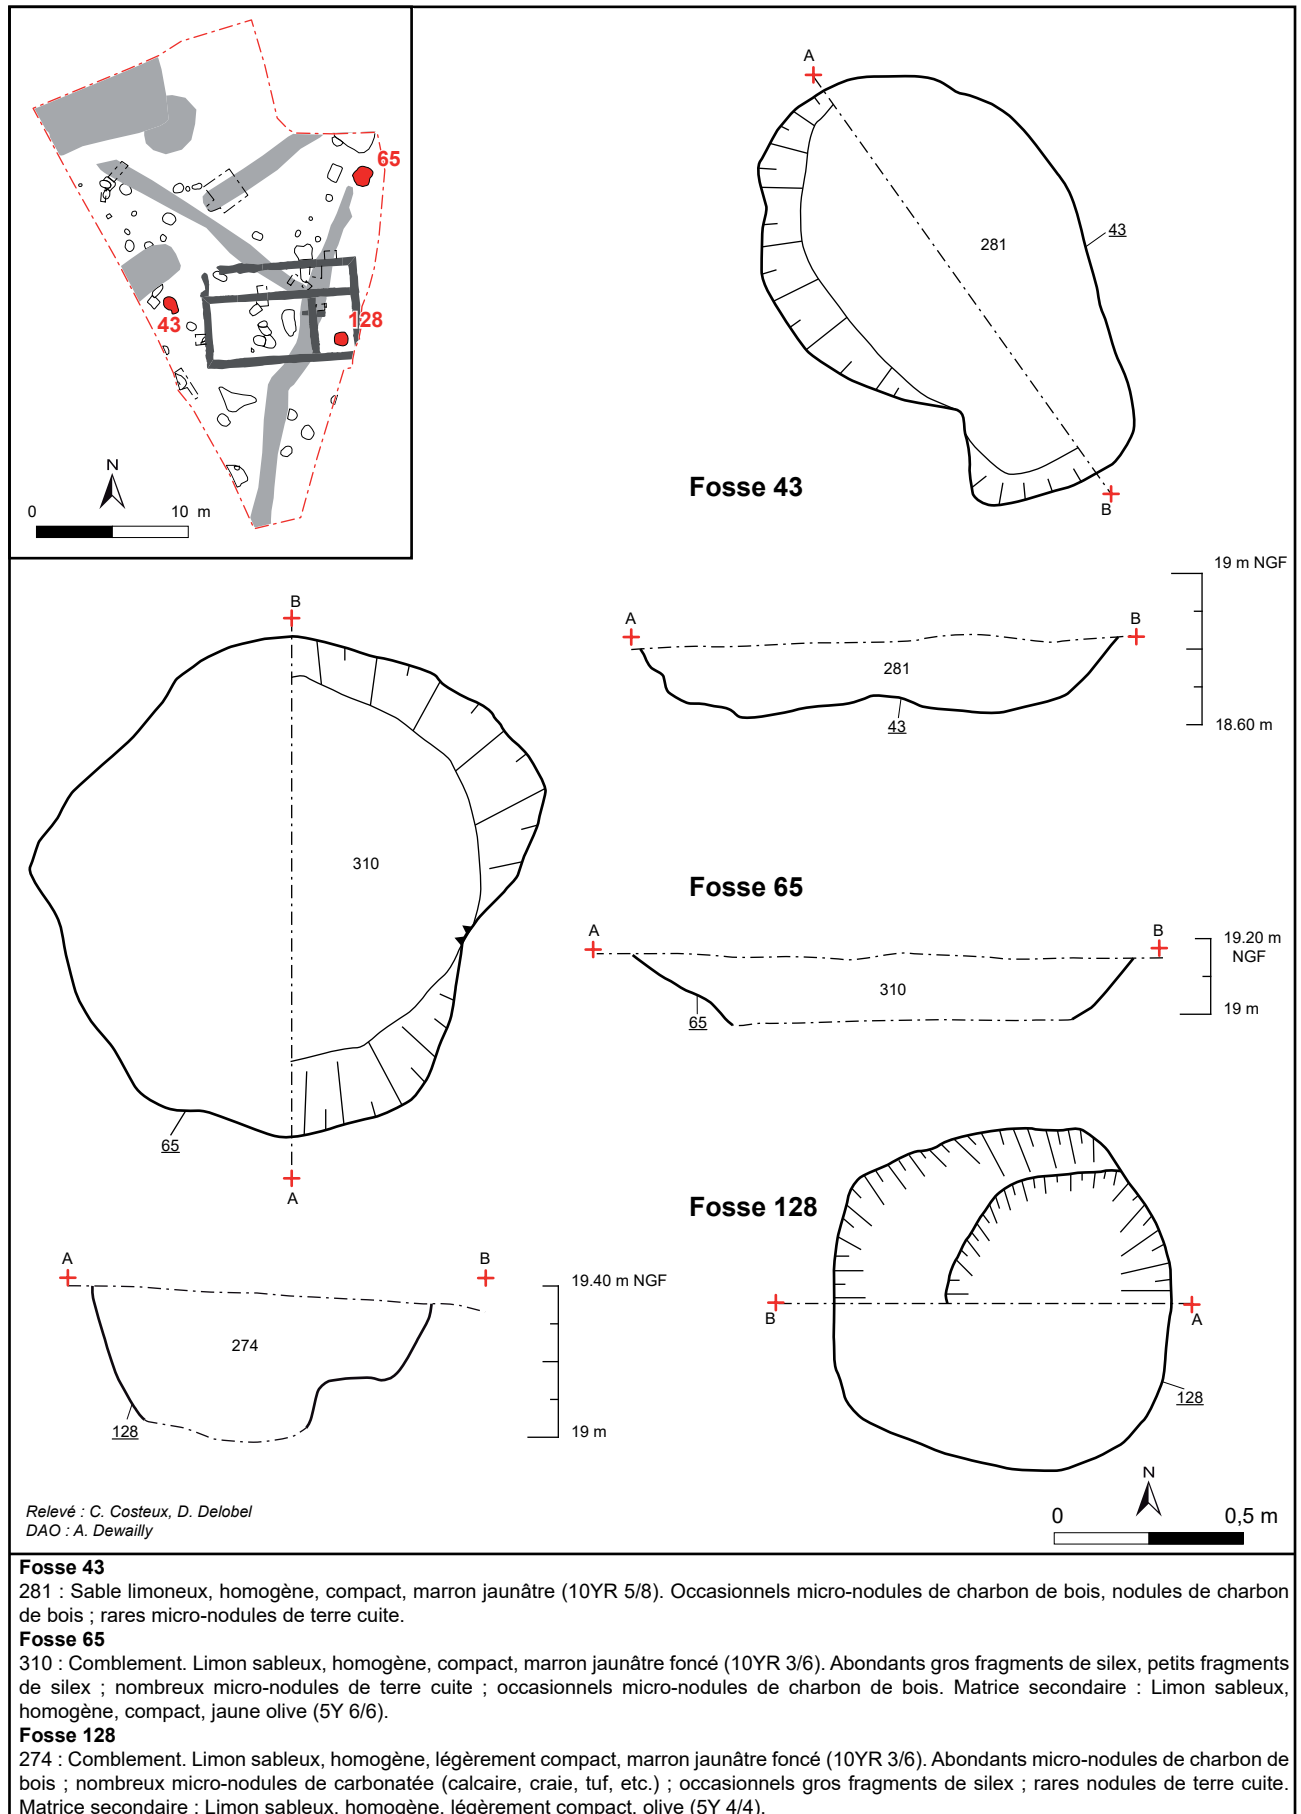 65
43
128
N
0 10 m
A
281
43
B
Fosse 43
19 m NGF
A
B
281
43
18.60 m
B
310
65
A
Fosse 65
A
B
19.20 m
NGF
310
65
19 m
Fosse 128
B
A
128
A
B
19.40 m NGF
274
128
19 m
N
0 0,5 m
Relevé : C. Costeux, D. Delobel
DAO : A. Dewailly
Fosse 43
281 : Sable limoneux, homogène, compact, marron jaunâtre (10YR 5/8). Occasionnels micro-nodules de charbon de bois, nodules de charbon
de bois ; rares micro-nodules de terre cuite.
Fosse 65
310 : Comblement. Limon sableux, homogène, compact, marron jaunâtre foncé (10YR 3/6). Abondants gros fragments de silex, petits fragments
de silex ; nombreux micro-nodules de terre cuite ; occasionnels micro-nodules de charbon de bois. Matrice secondaire : Limon sableux,
homogène, compact, jaune olive (5Y 6/6).
Fosse 128
274 : Comblement. Limon sableux, homogène, légèrement compact, marron jaunâtre foncé (10YR 3/6). Abondants micro-nodules de charbon de
bois ; nombreux micro-nodules de carbonatée (calcaire, craie, tuf, etc.) ; occasionnels gros fragments de silex ; rares nodules de terre cuite.
Matrice secondaire : Limon sableux, homogène, légèrement compact, olive (5Y 4/4).